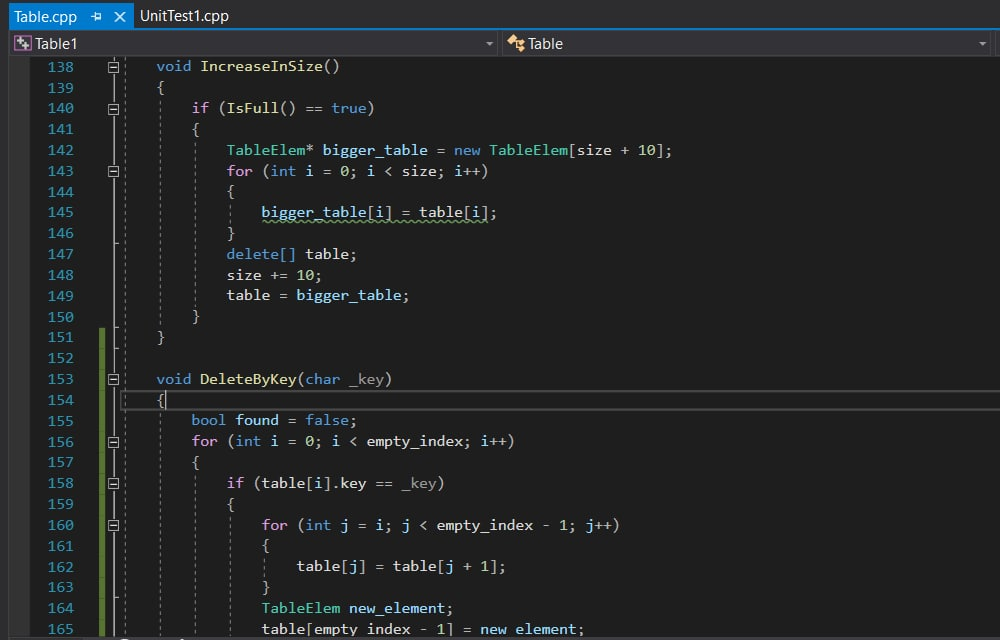 Table.cpp UnitTest1.cpp
Table1 Table
138 void IncreaseInSize()
139 {
140 if (IsFull() == true)
141 {
142 TableElem* bigger_table = new TableElem[size + 10];
143 for (int i = 0; i < size; i++)
144 {
145 bigger_table[i] = table[i];
146 }
147 delete[] table;
148 size += 10;
149 table = bigger_table;
150 }
151 }
152
153 void DeleteByKey(char _key)
154 {
155 bool found = false;
156 for (int i = 0; i < empty_index; i++)
157 {
158 if (table[i].key == _key)
159 {
160 for (int j = i; j < empty_index - 1; j++)
161 {
162 table[j] = table[j + 1];
163 }
164 TableElem new_element;
165 table[empty_index - 1] = new_element;